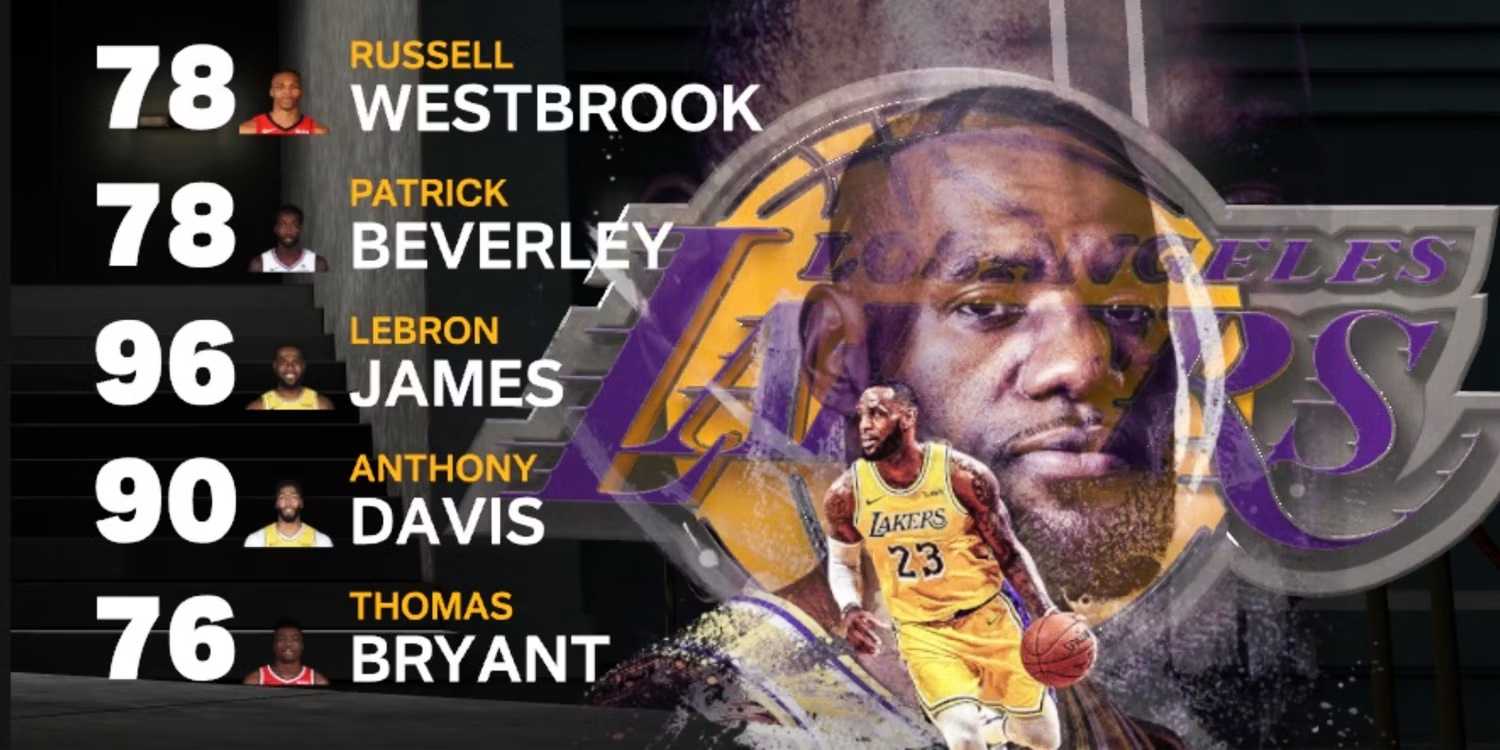 78 RUSSELL
WESTBROOK
78 PATRICK
BEVERLEY
96 LEBRON
JAMES
90 ANTHONY
DAVIS
76 THOMAS
BRYANT
LOS ANGELES
LAKERS
LAKERS
23